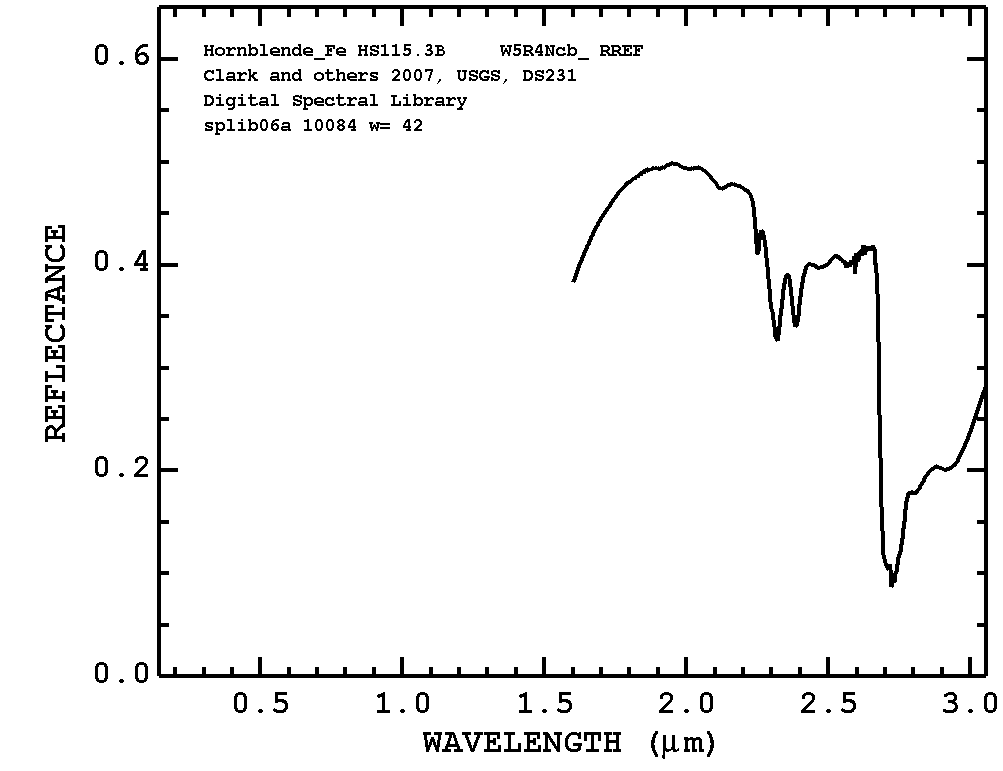 Hornblende_Fe HS115.3B W5R4Ncb_ RREF
Clark and others 2007, USGS, DS231
Digital Spectral Library
splib06a 10084 w= 42
REFLECTANCE
0.6
0.4
0.2
0.0
0.5 1.0 1.5 2.0 2.5 3.0
WAVELENGTH (μm)